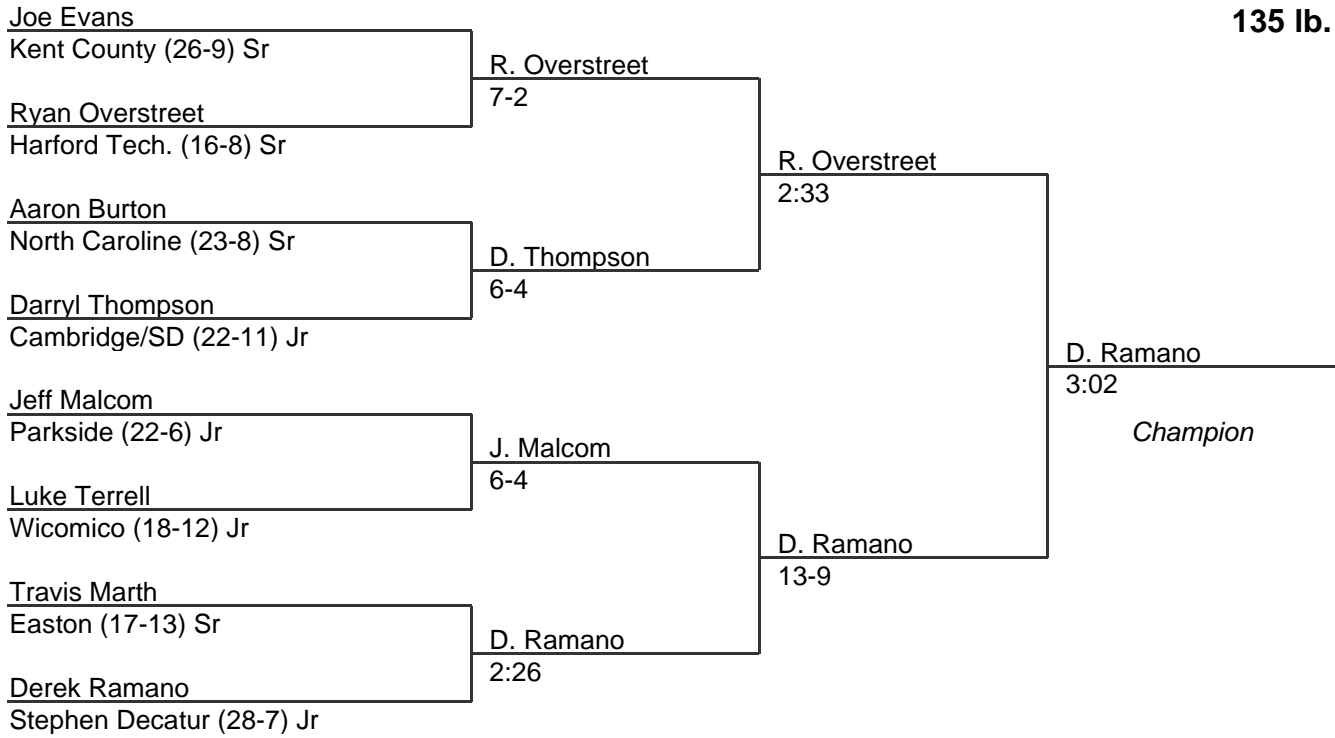 Joe Evans
135 lb.
Kent County (26-9) Sr
R. Overstreet
7-2
Ryan Overstreet
Harford Tech. (16-8) Sr
R. Overstreet
2:33
Aaron Burton
North Caroline (23-8) Sr
D. Thompson
6-4
Darryl Thompson
Cambridge/SD (22-11) Jr
D. Ramano
3:02
Champion
Jeff Malcom
Parkside (22-6) Jr
J. Malcom
6-4
Luke Terrell
Wicomico (18-12) Jr
D. Ramano
13-9
Travis Marth
Easton (17-13) Sr
D. Ramano
2:26
Derek Ramano
Stephen Decatur (28-7) Jr